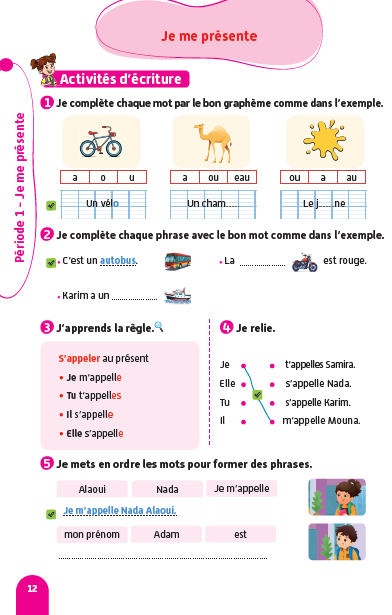 Je me présente
Période 1 - Je me présente
Activités d'écriture
1 Je complète chaque mot par le bon graphème comme dans l'exemple.
a o u
a ou eau
ou a au
Un vélo
Un cham....
Le j......ne
2 Je complète chaque phrase avec le bon mot comme dans l'exemple.
• C'est un autobus.
• La ................ est rouge.
• Karim a un ................
3 J'apprends la règle.
S'appeler au présent
• Je m'appelle
• Tu t'appelles
• Il s'appelle
• Elle s'appelle
4 Je relie.
Je • • t'appelles Samira.
Elle • • s'appelle Nada.
Tu • • s'appelle Karim.
Il • • m'appelle Mouna.
5 Je mets en ordre les mots pour former des phrases.
Alaoui Nada Je m'appelle
Je m'appelle Nada Alaoui.
mon prénom Adam est
12